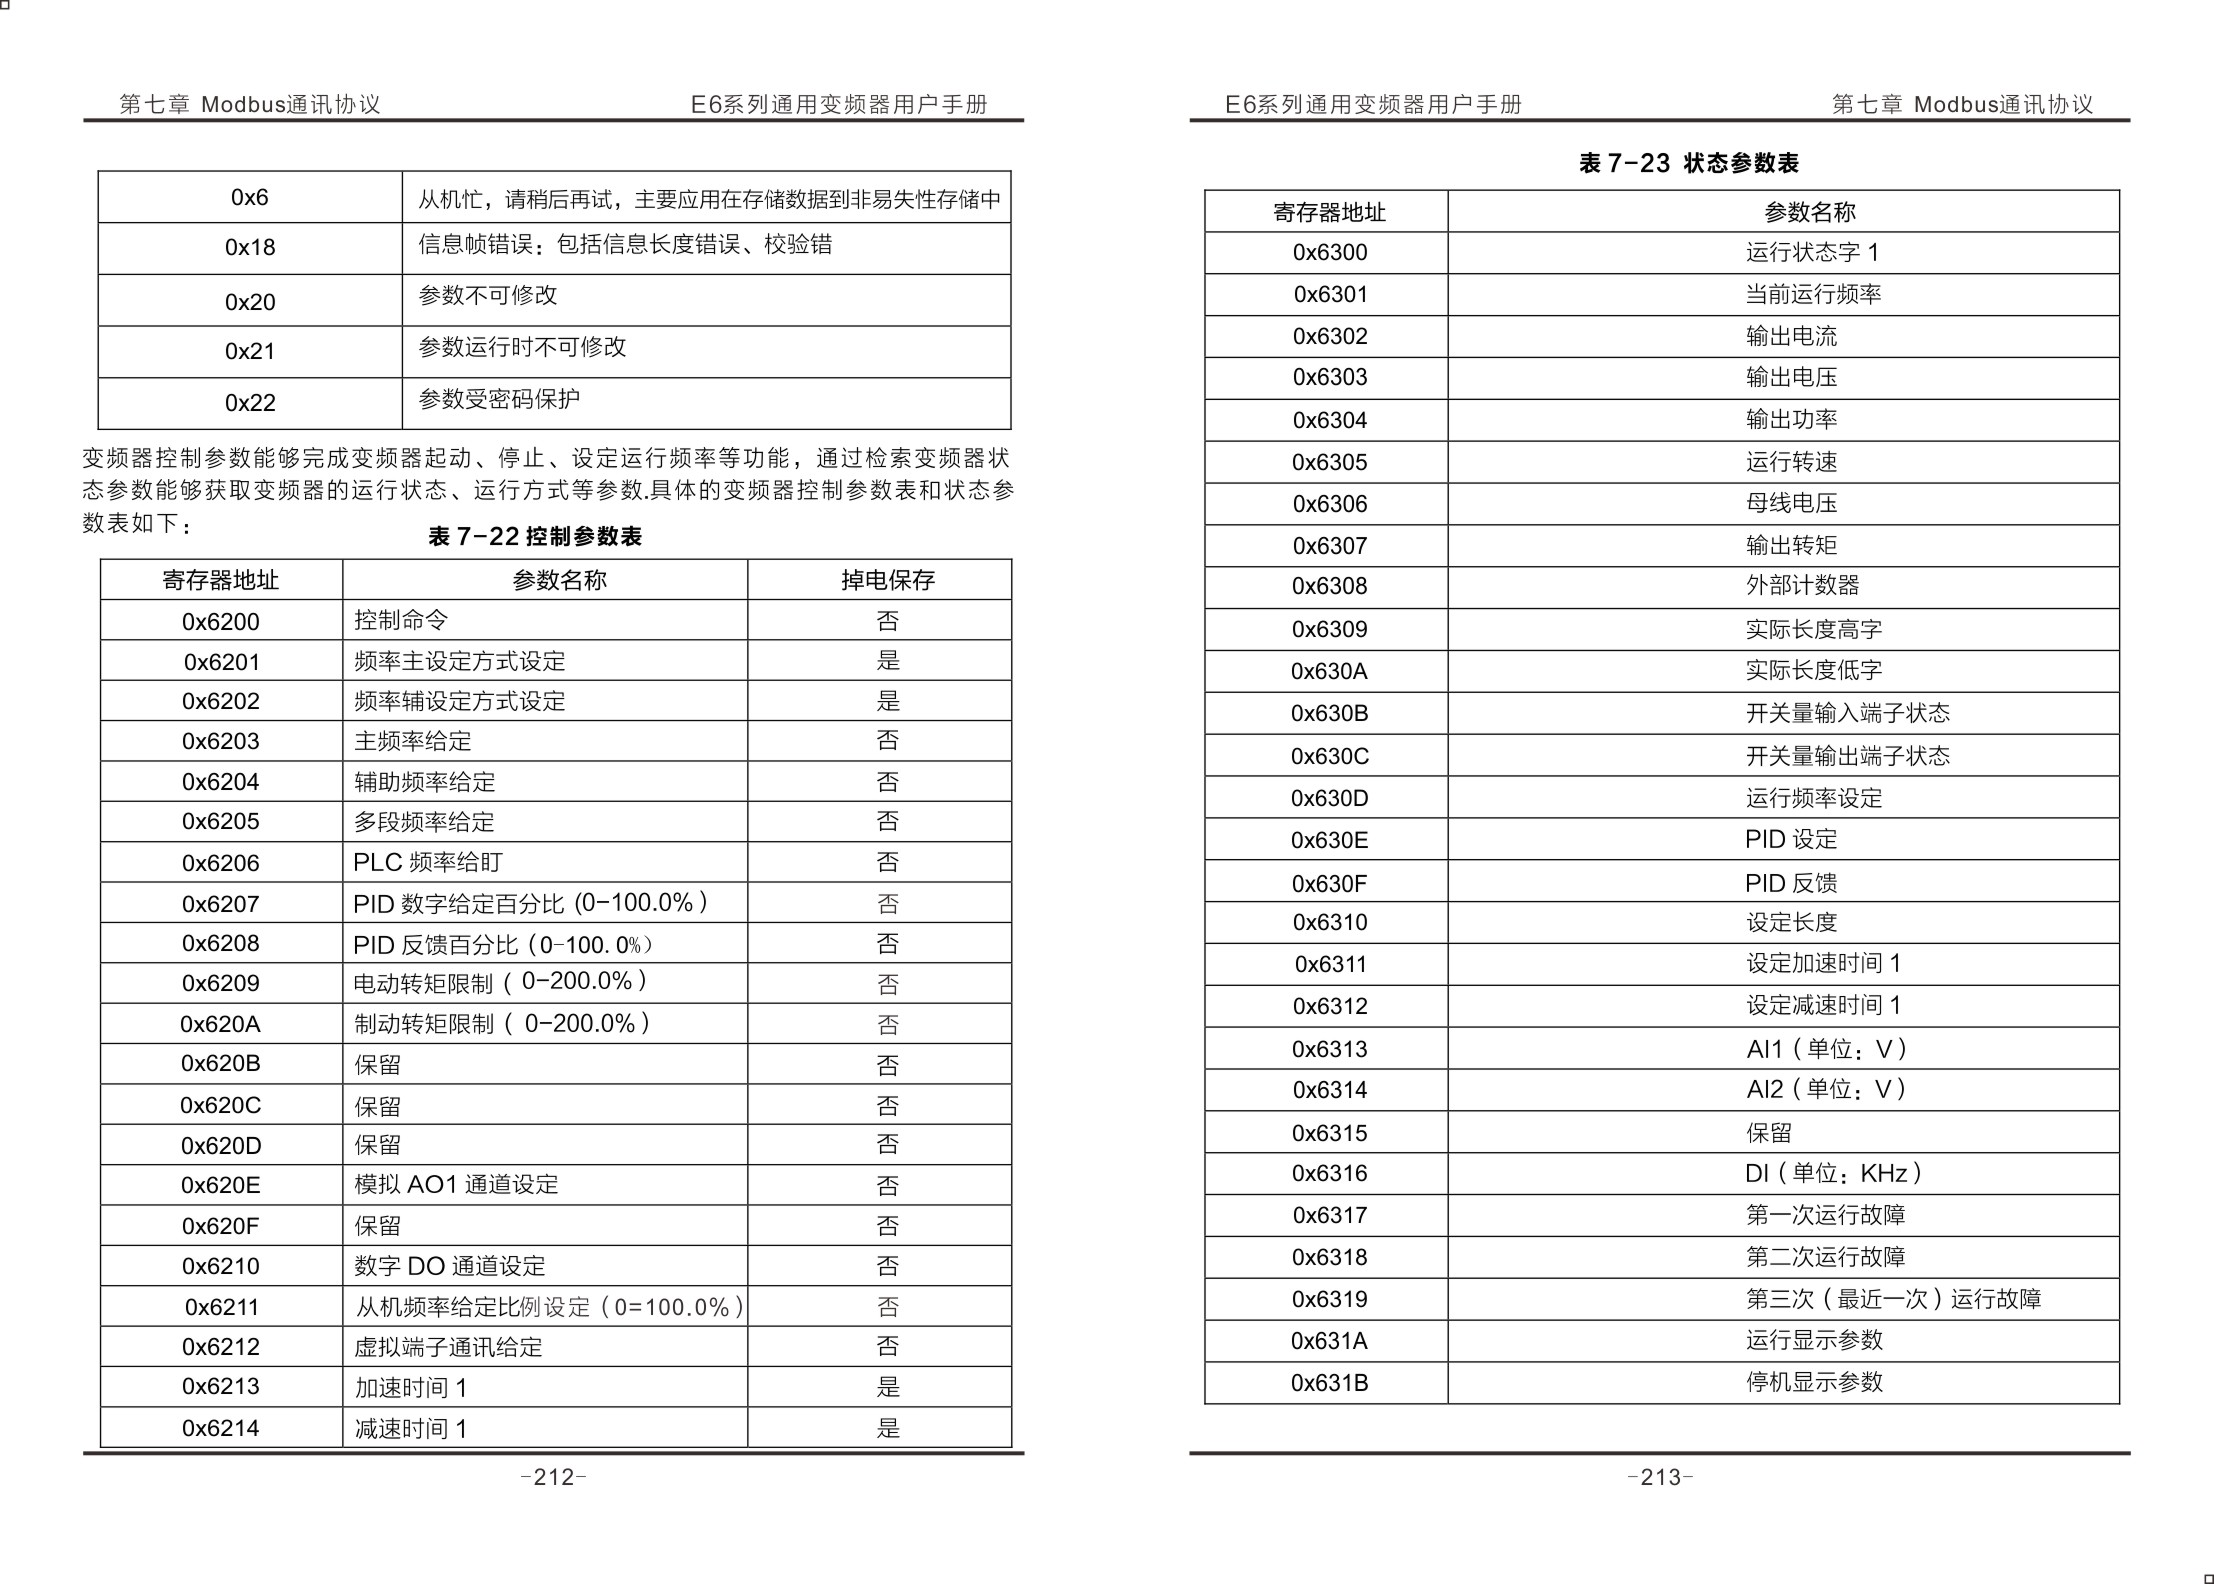 第七章 Modbus通讯协议 E6系列通用变频器用户手册
0x6 从机忙，请稍后再试，主要应用在存储数据到非易失性存储中
0x18 信息帧错误：包括信息长度错误、校验错
0x20 参数不可修改
0x21 参数运行时不可修改
0x22 参数受密码保护
变频器控制参数能够完成变频器起动、停止、设定运行频率等功能，通过检索变频器状
态参数能够获取变频器的运行状态、运行方式等参数.具体的变频器控制参数表和状态参
数表如下：
表 7-22 控制参数表
寄存器地址 参数名称 掉电保存
0x6200 控制命令 否
0x6201 频率主设定方式设定 是
0x6202 频率辅设定方式设定 是
0x6203 主频率给定 否
0x6204 辅助频率给定 否
0x6205 多段频率给定 否
0x6206 PLC 频率给盯 否
0x6207 PID 数字给定百分比 (0-100.0%) 否
0x6208 PID 反馈百分比（0-100. 0%） 否
0x6209 电动转矩限制（ 0-200.0%） 否
0x620A 制动转矩限制（ 0-200.0%） 否
0x620B 保留 否
0x620C 保留 否
0x620D 保留 否
0x620E 模拟 AO1 通道设定 否
0x620F 保留 否
0x6210 数字 DO 通道设定 否
0x6211 从机频率给定比例设定（0=100.0%） 否
0x6212 虚拟端子通讯给定 否
0x6213 加速时间 1 是
0x6214 减速时间 1 是
-212-
E6系列通用变频器用户手册 第七章 Modbus通讯协议
表 7-23 状态参数表
寄存器地址 参数名称
0x6300 运行状态字 1
0x6301 当前运行频率
0x6302 输出电流
0x6303 输出电压
0x6304 输出功率
0x6305 运行转速
0x6306 母线电压
0x6307 输出转矩
0x6308 外部计数器
0x6309 实际长度高字
0x630A 实际长度低字
0x630B 开关量输入端子状态
0x630C 开关量输出端子状态
0x630D 运行频率设定
0x630E PID 设定
0x630F PID 反馈
0x6310 设定长度
0x6311 设定加速时间 1
0x6312 设定减速时间 1
0x6313 AI1（单位：V）
0x6314 AI2（单位：V）
0x6315 保留
0x6316 DI（单位：KHz）
0x6317 第一次运行故障
0x6318 第二次运行故障
0x6319 第三次（最近一次）运行故障
0x631A 运行显示参数
0x631B 停机显示参数
-213-